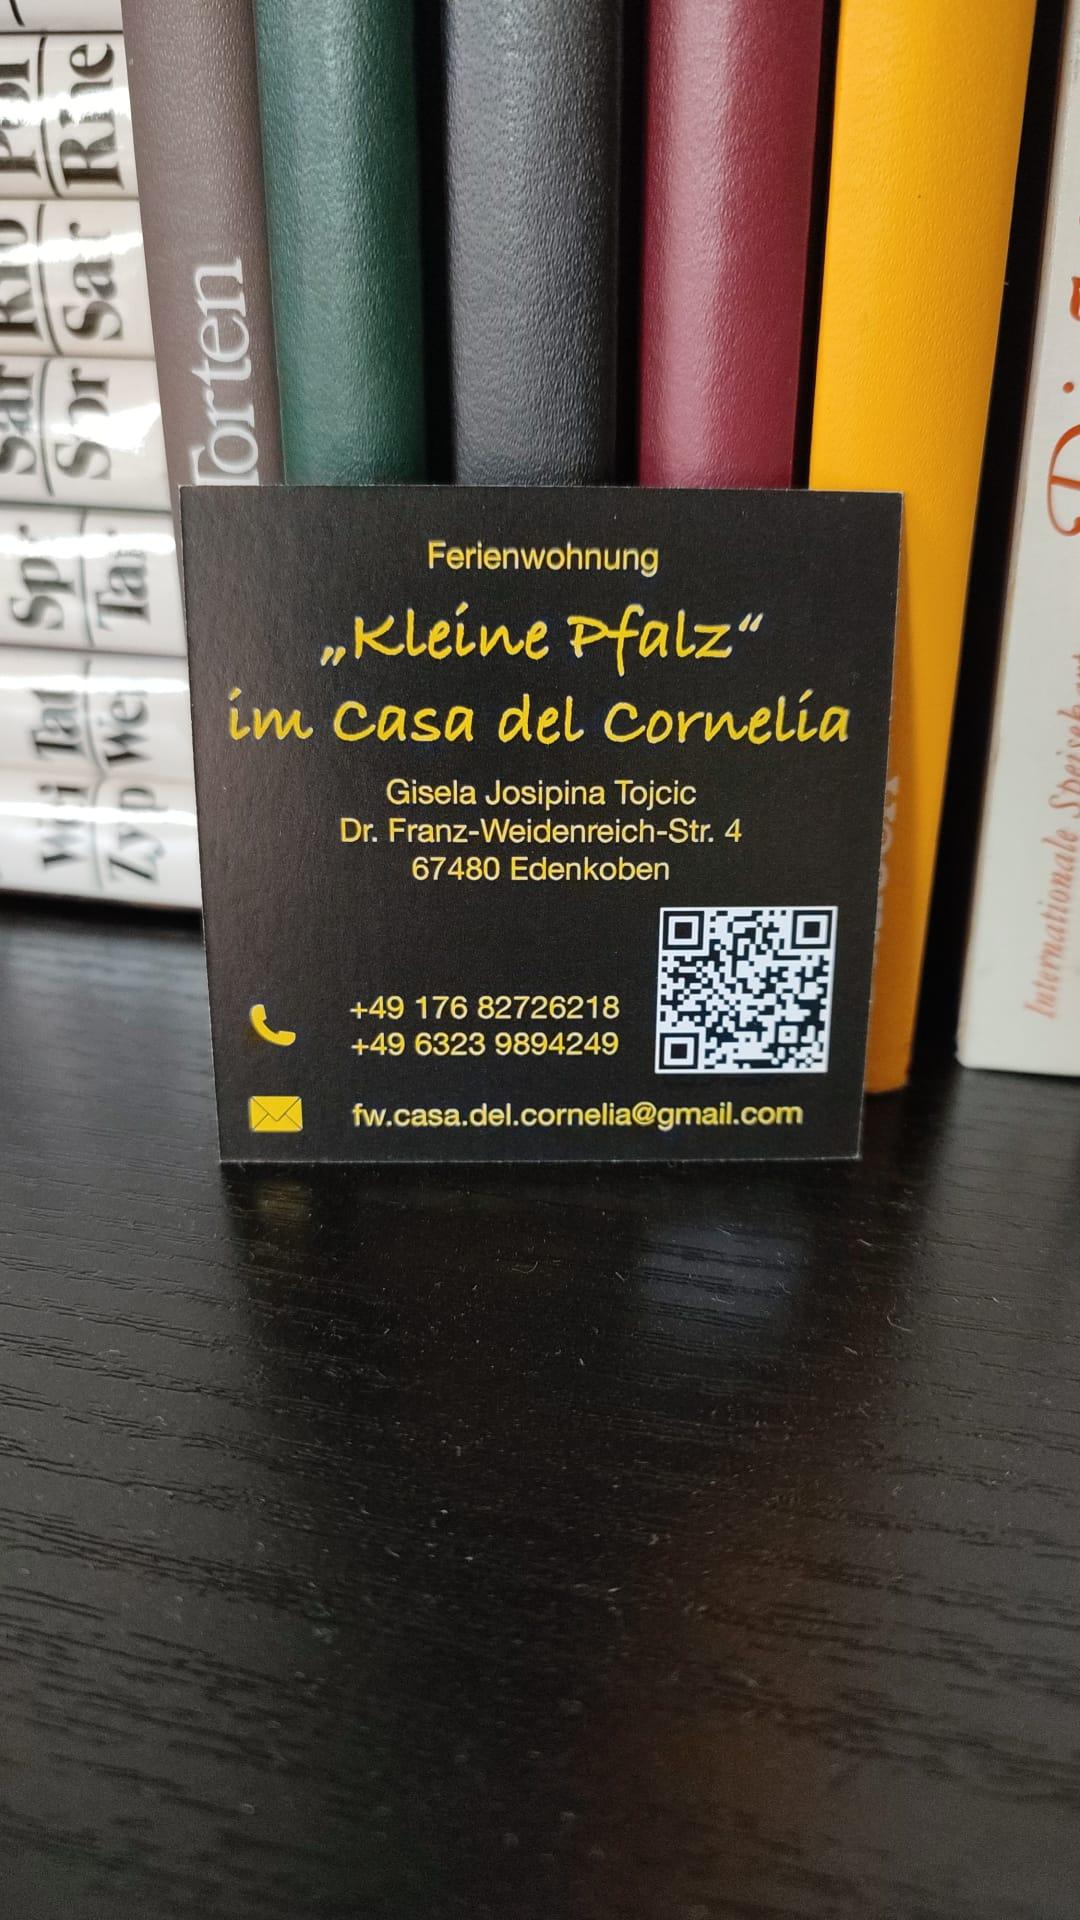 Torten
Ferienwohnung
„Kleine Pfalz“
im Casa del Cornelia
Gisela Josipina Tojcic
Dr. Franz-Weidenreich-Str. 4
67480 Edenkoben
+49 176 82726218
+49 6323 9894249
fw.casa.del.cornelia@gmail.com
Internationale